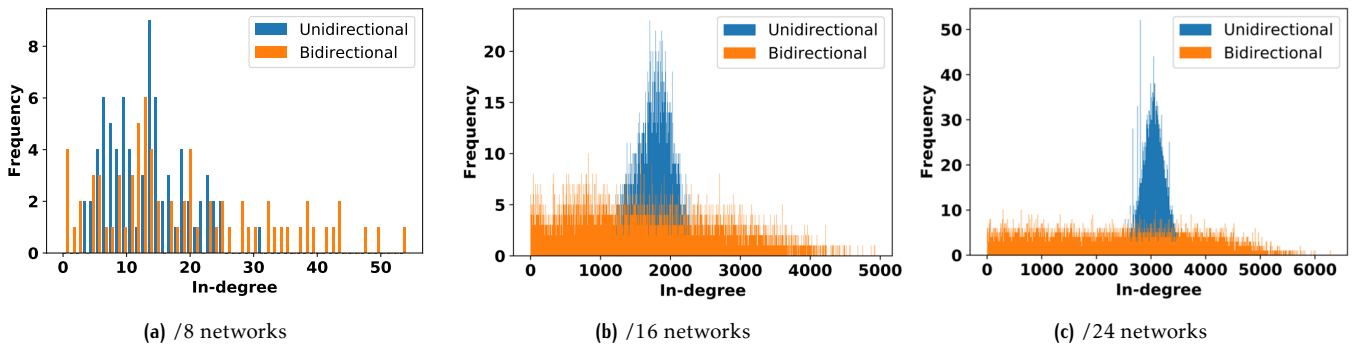 Frequency
8
6
4
2
0
0 10 20 30 40 50
In-degree
Unidirectional
Bidirectional
(a) /8 networks
Frequency
20
15
10
5
0
0 1000 2000 3000 4000 5000
In-degree
Unidirectional
Bidirectional
(b) /16 networks
Frequency
50
40
30
20
10
0
0 1000 2000 3000 4000 5000 6000
In-degree
Unidirectional
Bidirectional
(c) /24 networks